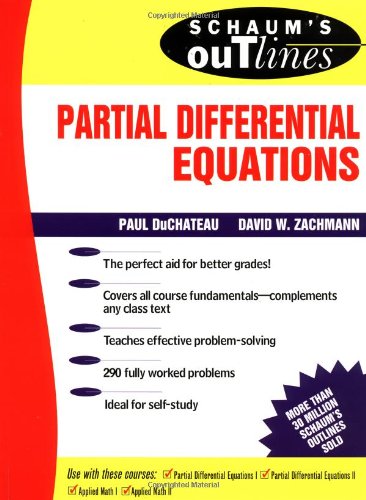 Copyrighted Material
SCHAUM'S
ouTlines
PARTIAL DIFFERENTIAL
EQUATIONS
PAUL DuCHATEAU DAVID W. ZACHMANN
The perfect aid for better grades!
Covers all course fundamentals—complements
any class text
Teaches effective problem-solving
290 fully worked problems
Ideal for self-study
MORE THAN
30 MILLION
SCHAUM'S
OUTLINES
SOLD
Use with these courses: Partial Differential Equations I Partial Differential Equations II
Applied Math I Applied Math II
Copyrighted Material